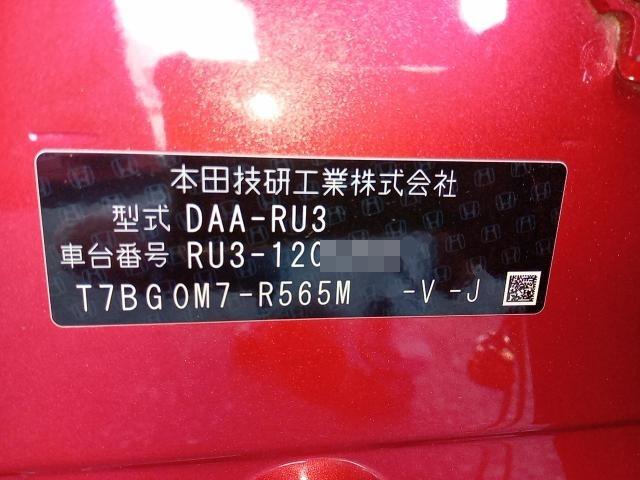 本田技研工業株式会社
型式 DAA-RU3
車台番号 RU3-120
T7BG0M7-R565M -V -J